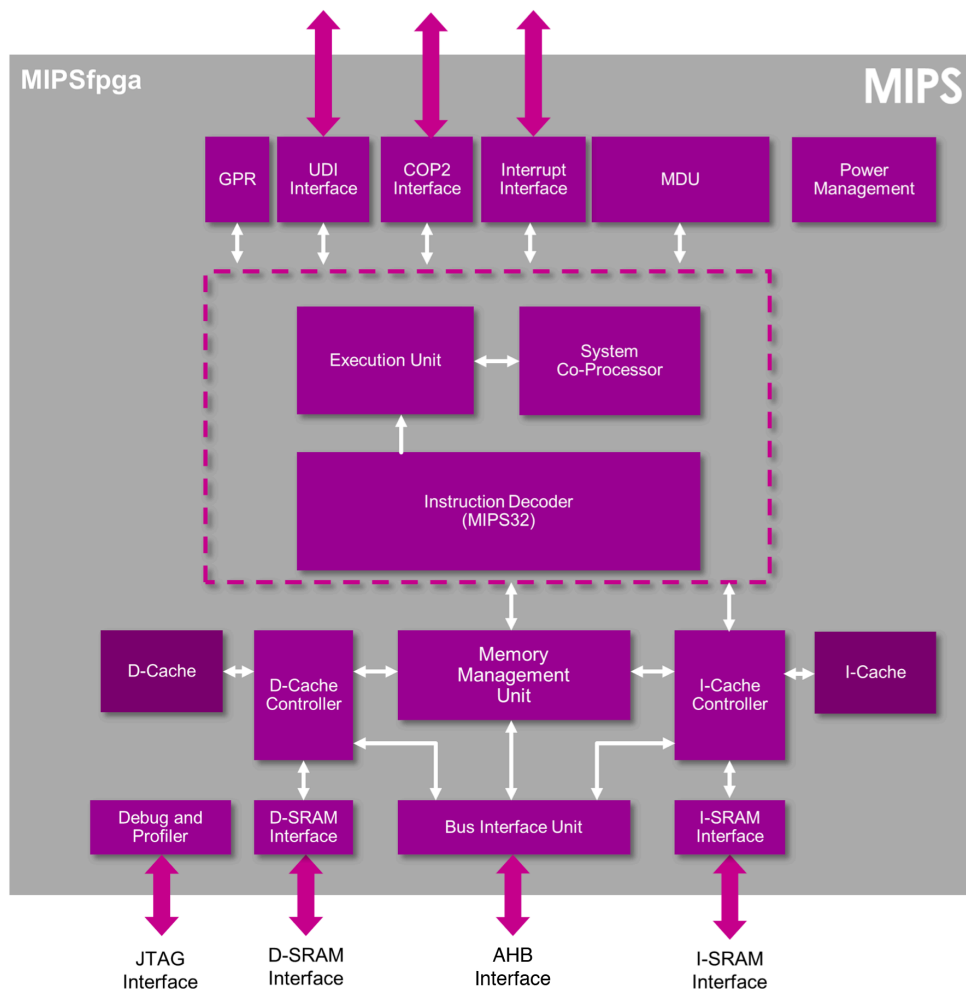 MIPSfpga
MIPS
GPR
UDI
Interface
COP2
Interface
Interrupt
Interface
MDU
Power
Management
Execution Unit
System
Co-Processor
Instruction Decoder
(MIPS32)
D-Cache
D-Cache
Controller
Memory
Management
Unit
I-Cache
Controller
I-Cache
Debug and
Profiler
D-SRAM
Interface
Bus Interface Unit
I-SRAM
Interface
JTAG
Interface
D-SRAM
Interface
AHB
Interface
I-SRAM
Interface